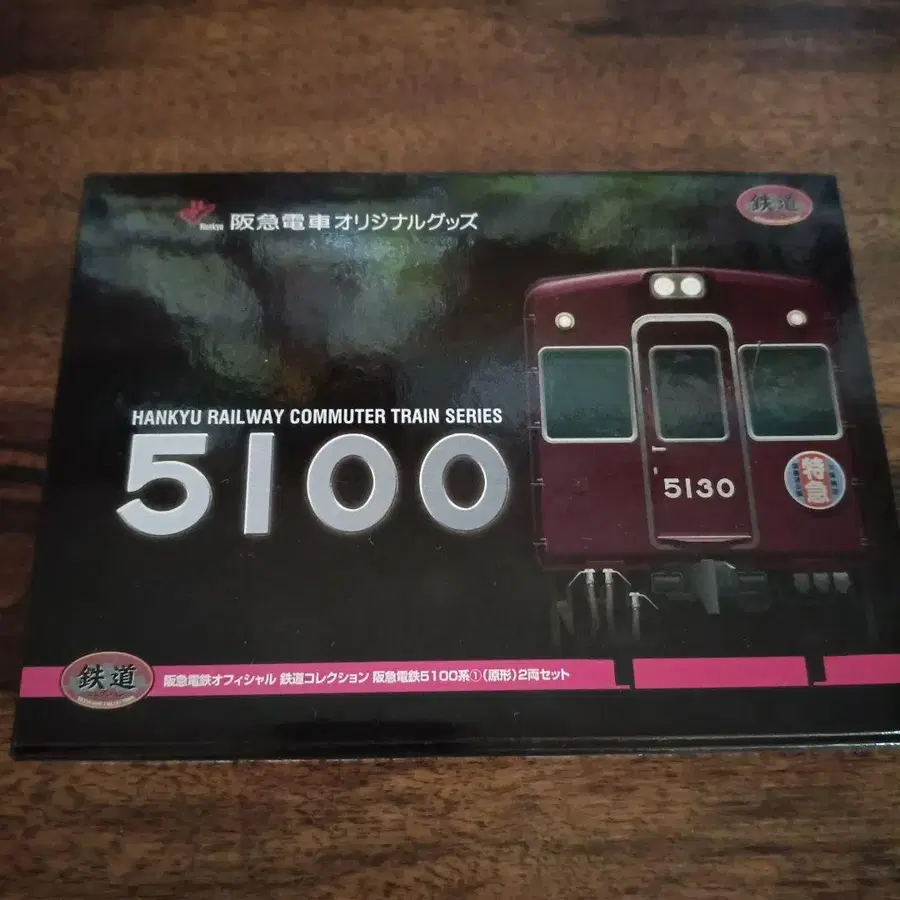 Hankyu 阪急電車オリジナルグッズ
鉄道
HANKYU RAILWAY COMMUTER TRAIN SERIES
5100
特急
5130
鉄道
阪急電鉄オフィシャル 鉄道コレクション 阪急電鉄5100系①(原形)2両セット